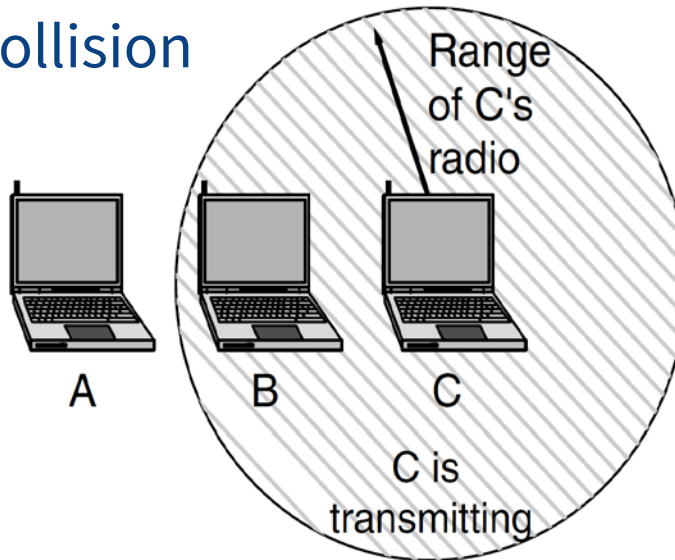 ollision
Range
of C's
radio
A
B
C
C is
transmitting